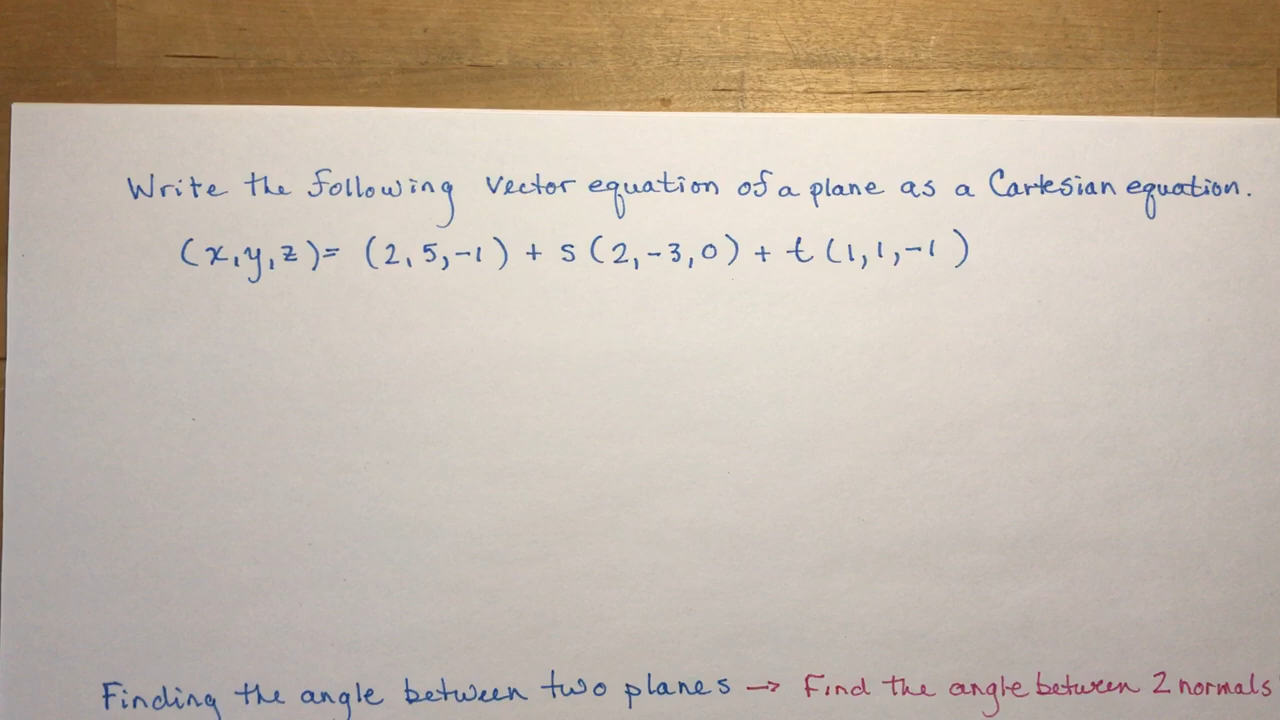 Write the following vector equation of a plane as a Cartesian equation.
(x,y,z)= (2,5,-1) + s(2,-3,0) + t(1,1,-1)
Finding the angle between two planes → Find the angle between 2 normals